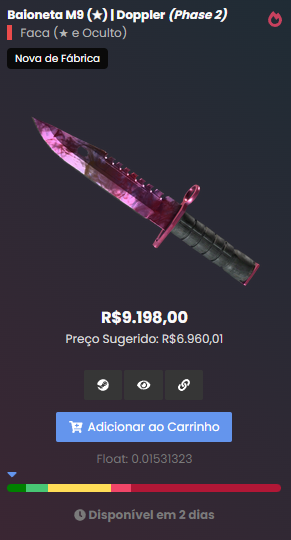 Baioneta M9 (★) | Doppler (Phase 2)
Faca (★ e Oculto)
Nova de Fábrica
R$9.198,00
Preço Sugerido: R$6.960,01
Adicionar ao Carrinho
Float: 0.01531323
Disponível em 2 dias